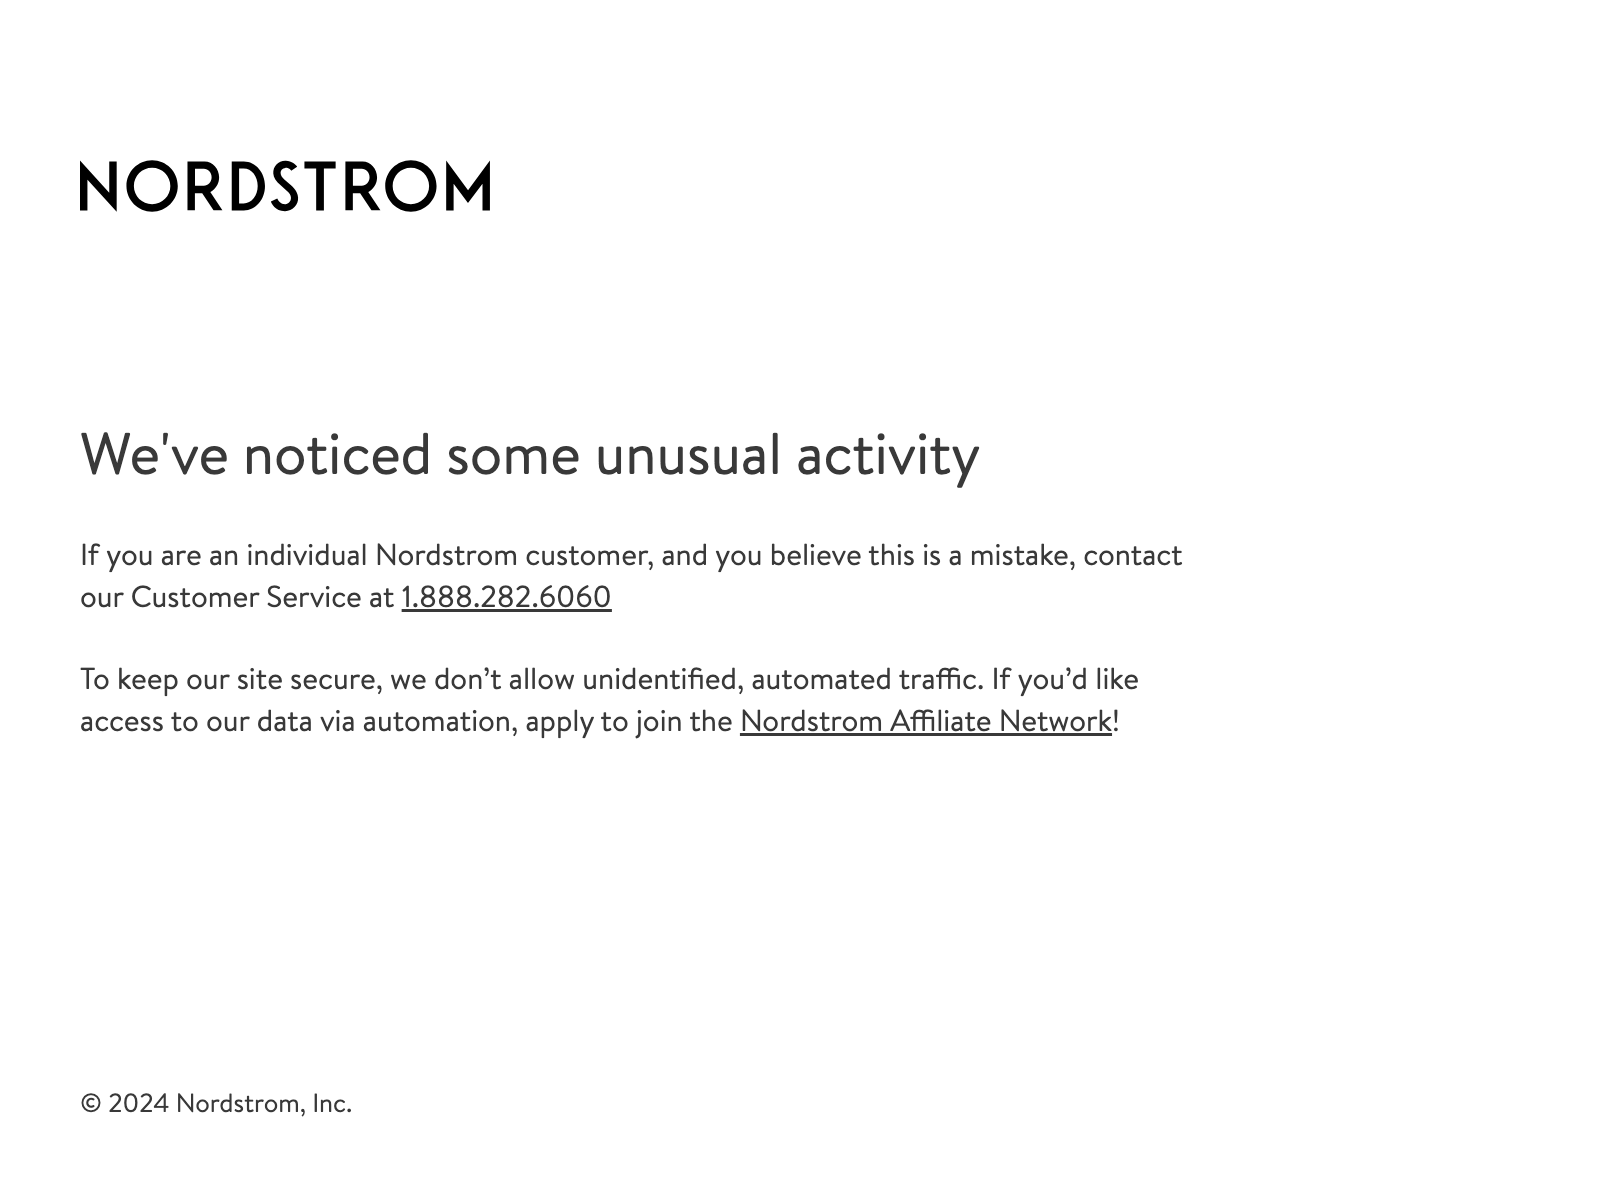 NORDSTROM
We've noticed some unusual activity
If you are an individual Nordstrom customer, and you believe this is a mistake, contact
our Customer Service at 1.888.282.6060
To keep our site secure, we don’t allow unidentified, automated traffic. If you’d like
access to our data via automation, apply to join the Nordstrom Affiliate Network!
© 2024 Nordstrom, Inc.